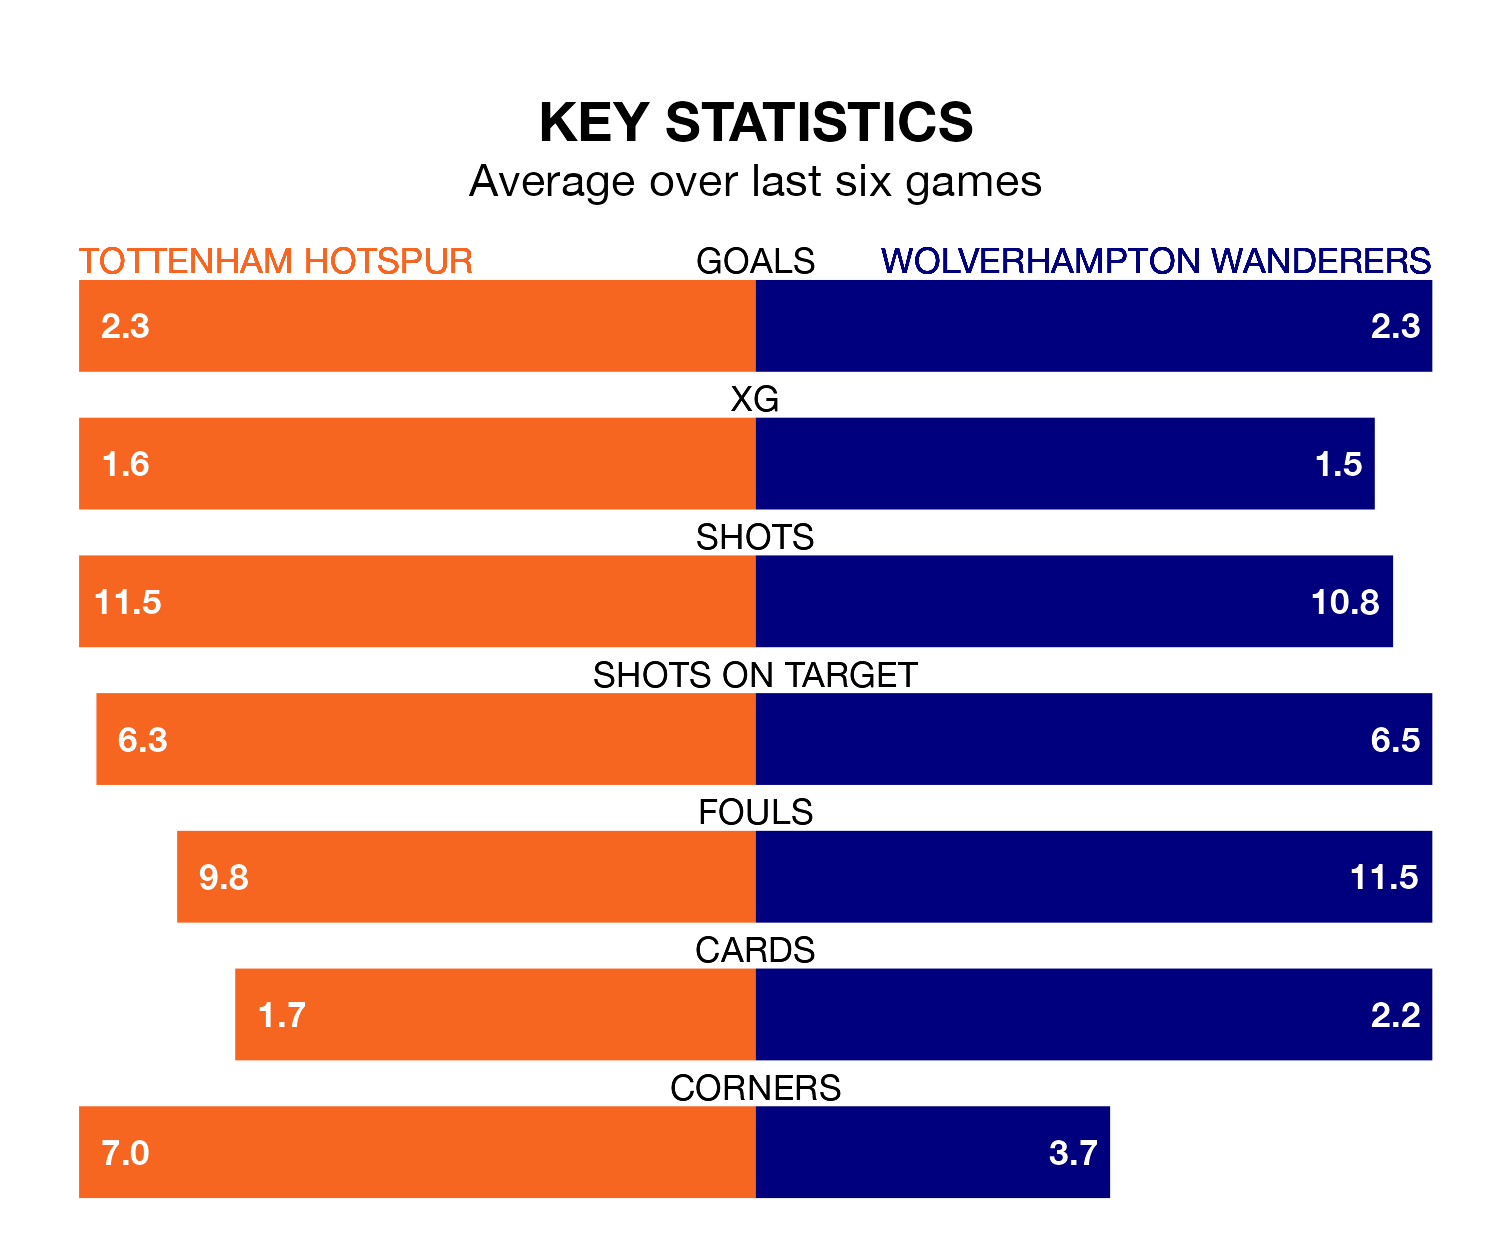 KEY STATISTICS
Average over last six games
TOTTENHAM HOTSPUR GOALS WOLVERHAMPTON WANDERERS
2.3 2.3
XG
1.6 1.5
SHOTS
11.5 10.8
SHOTS ON TARGET
6.3 6.5
FOULS
9.8 11.5
CARDS
1.7 2.2
CORNERS
7.0 3.7